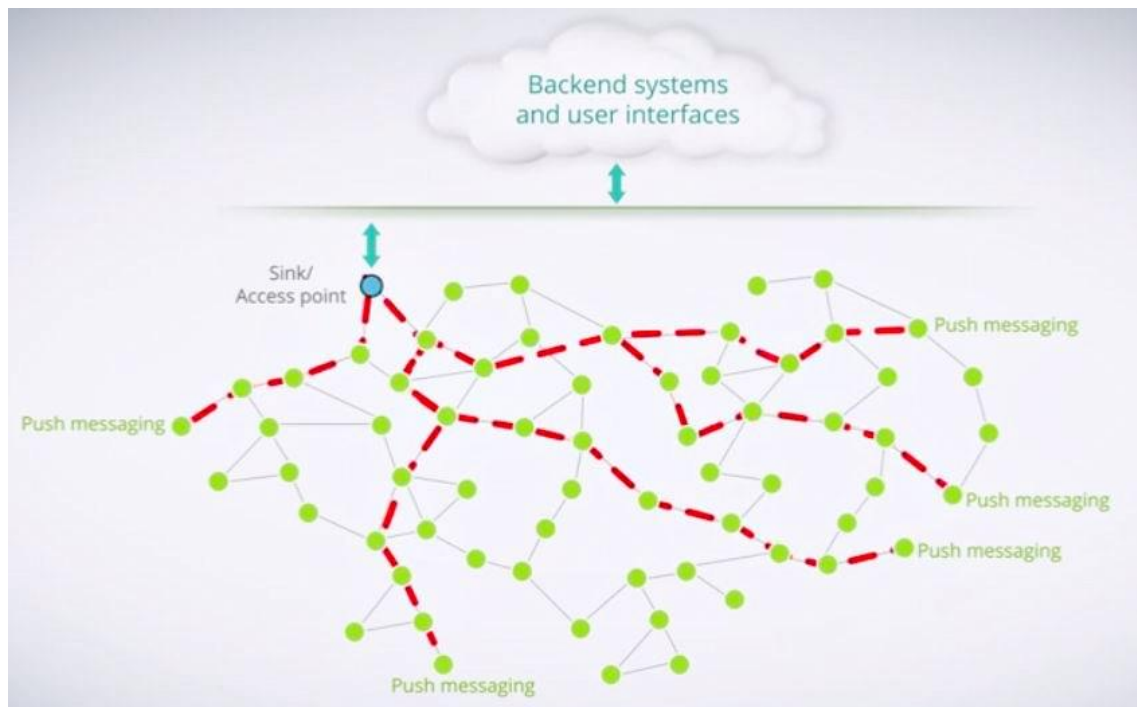 Backend systems
and user interfaces
Sink/
Access point
Push messaging
Push messaging
Push messaging
Push messaging
Push messaging